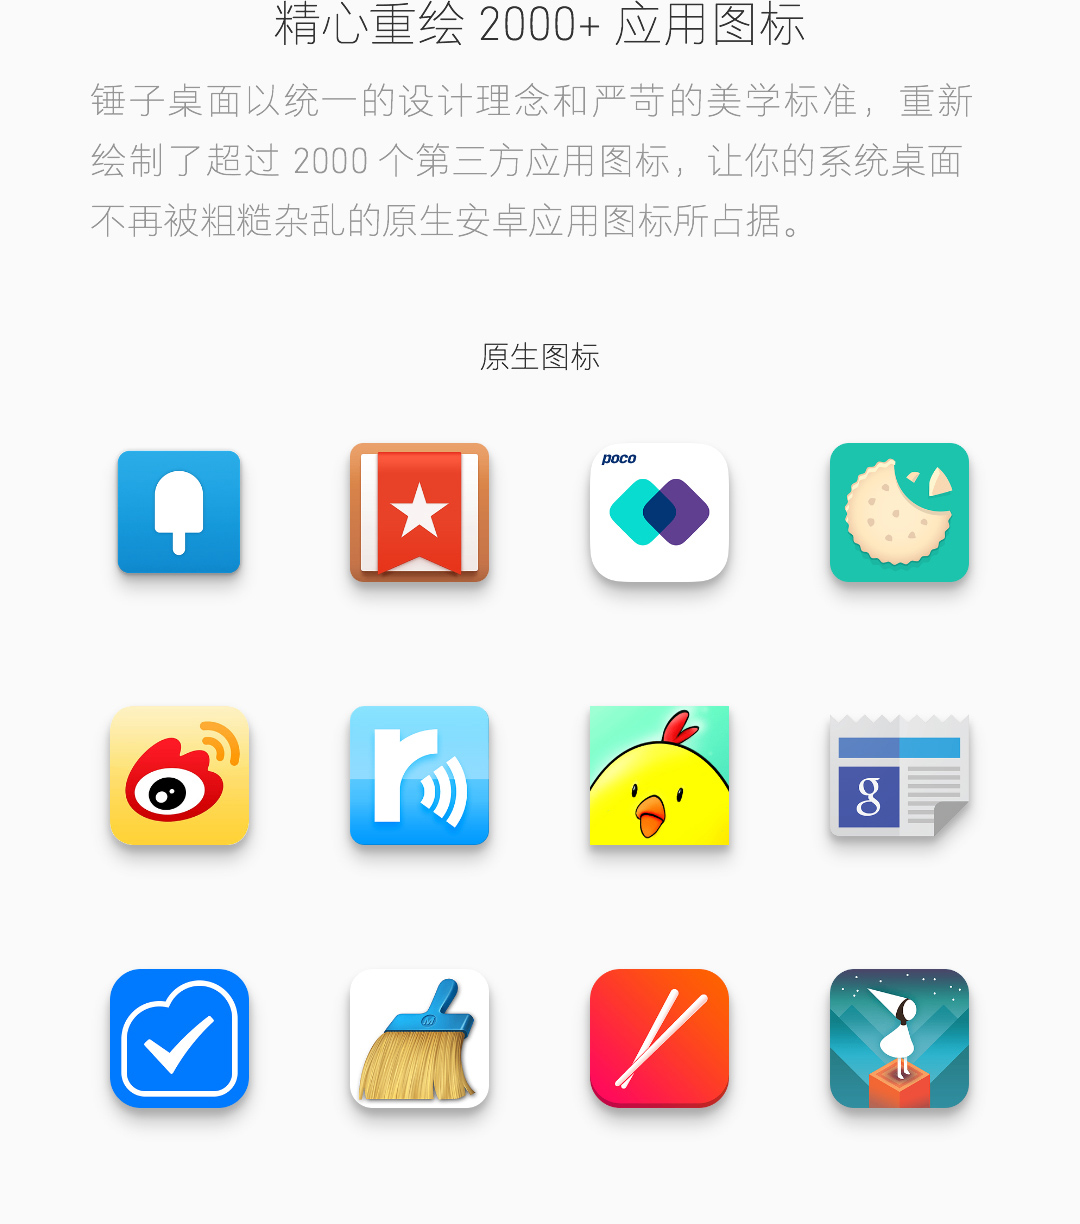 精心重绘 2000+ 应用图标
锤子桌面以统一的设计理念和严苛的美学标准，重新
绘制了超过 2000 个第三方应用图标，让你的系统桌面
不再被粗糙杂乱的原生安卓应用图标所占据。
原生图标
poco
r
g
M